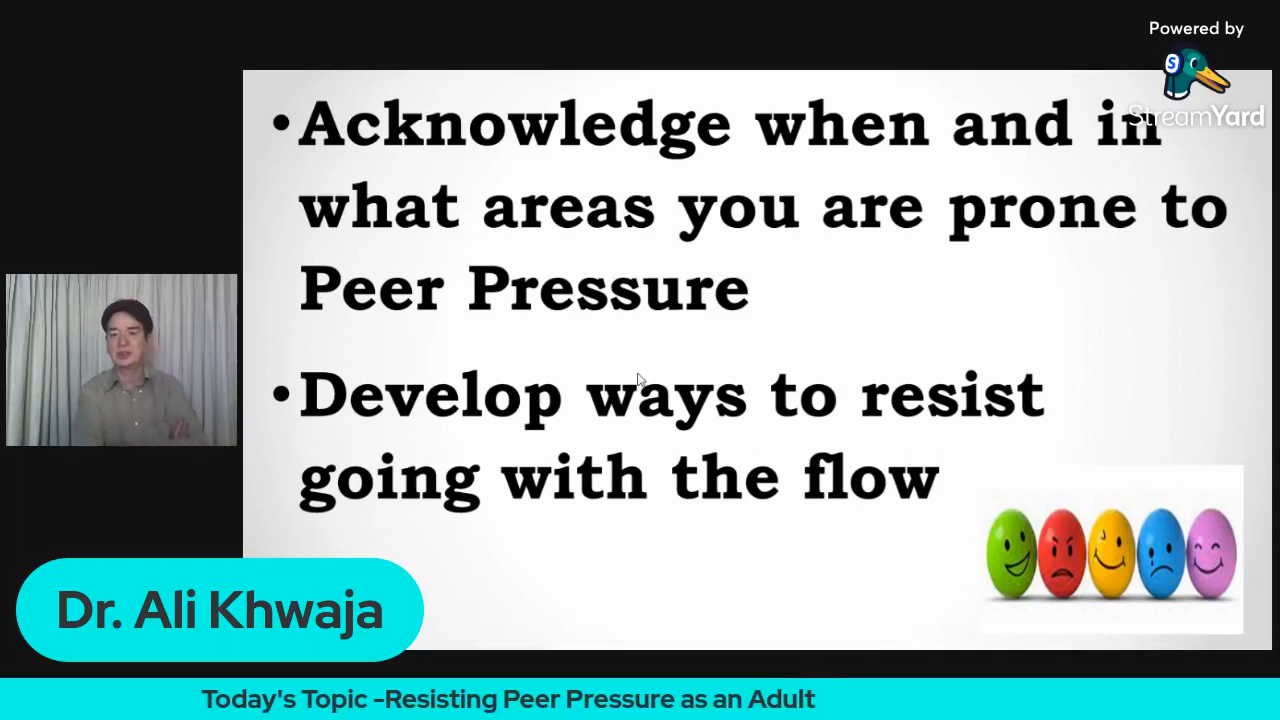 Powered by
StreamYard
•Acknowledge when and in
what areas you are prone to
Peer Pressure
•Develop ways to resist
going with the flow
Dr. Ali Khwaja
Today's Topic -Resisting Peer Pressure as an Adult